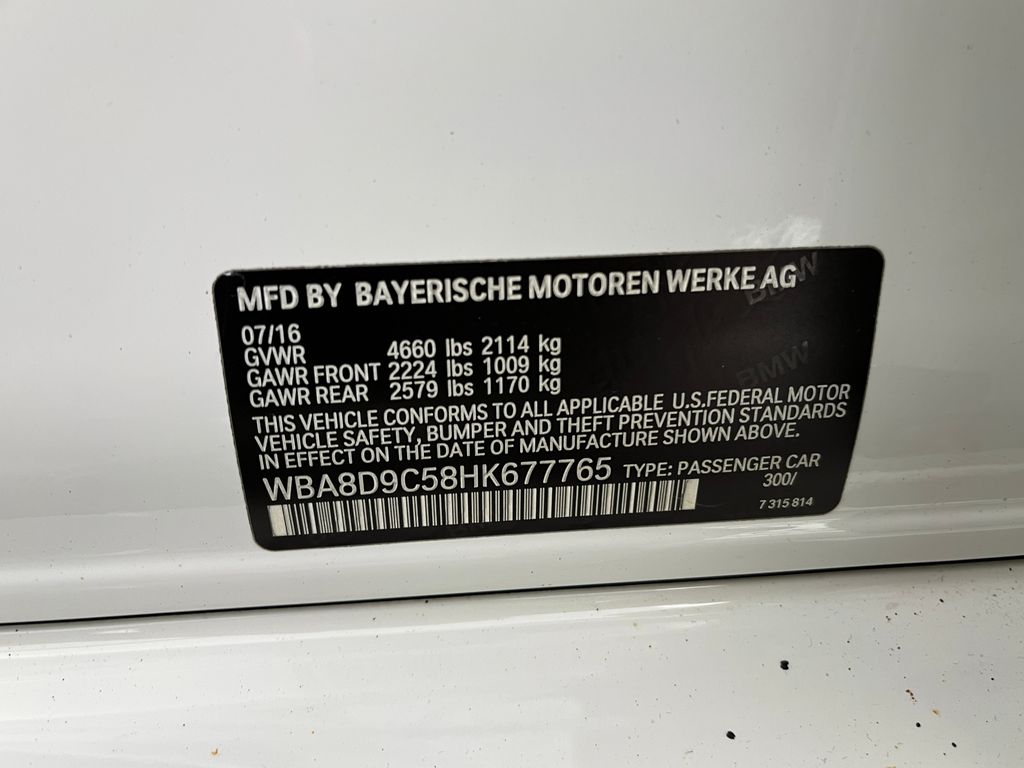 MFD BY BAYERISCHE MOTOREN WERKE AG
07/16
GVWR 4660 lbs 2114 kg
GAWR FRONT 2224 lbs 1009 kg
GAWR REAR 2579 lbs 1170 kg
THIS VEHICLE CONFORMS TO ALL APPLICABLE U.S.FEDERAL MOTOR
VEHICLE SAFETY, BUMPER AND THEFT PREVENTION STANDARDS
IN EFFECT ON THE DATE OF MANUFACTURE SHOWN ABOVE.
WBA8D9C58HK677765 TYPE: PASSENGER CAR
300/
7 315 814
BMW
BMW